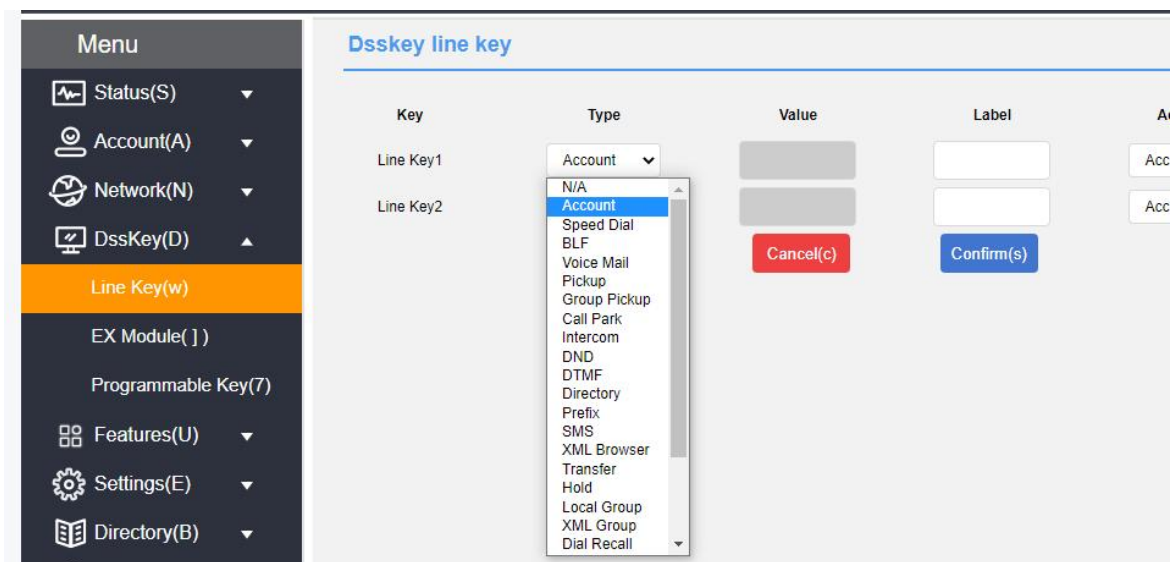 Menu
Status(S)
Account(A)
Network(N)
DssKey(D)
Line Key(w)
EX Module( ] )
Programmable Key(7)
Features(U)
Settings(E)
Directory(B)
Dsskey line key
Key Type Value Label A
Line Key1 Account Acc
Line Key2 Acc
N/A
Account
Speed Dial
BLF
Voice Mail
Pickup
Group Pickup
Call Park
Intercom
DND
DTMF
Directory
Prefix
SMS
XML Browser
Transfer
Hold
Local Group
XML Group
Dial Recall
Cancel(c) Confirm(s)